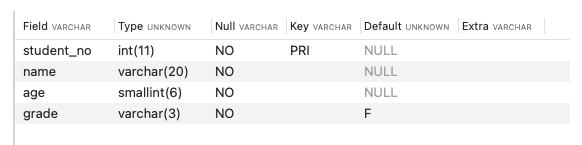 Field VARCHAR Type UNKNOWN Null VARCHAR Key VARCHAR Default UNKNOWN Extra VARCHAR
student_no int(11) NO PRI NULL
name varchar(20) NO NULL
age smallint(6) NO NULL
grade varchar(3) NO F